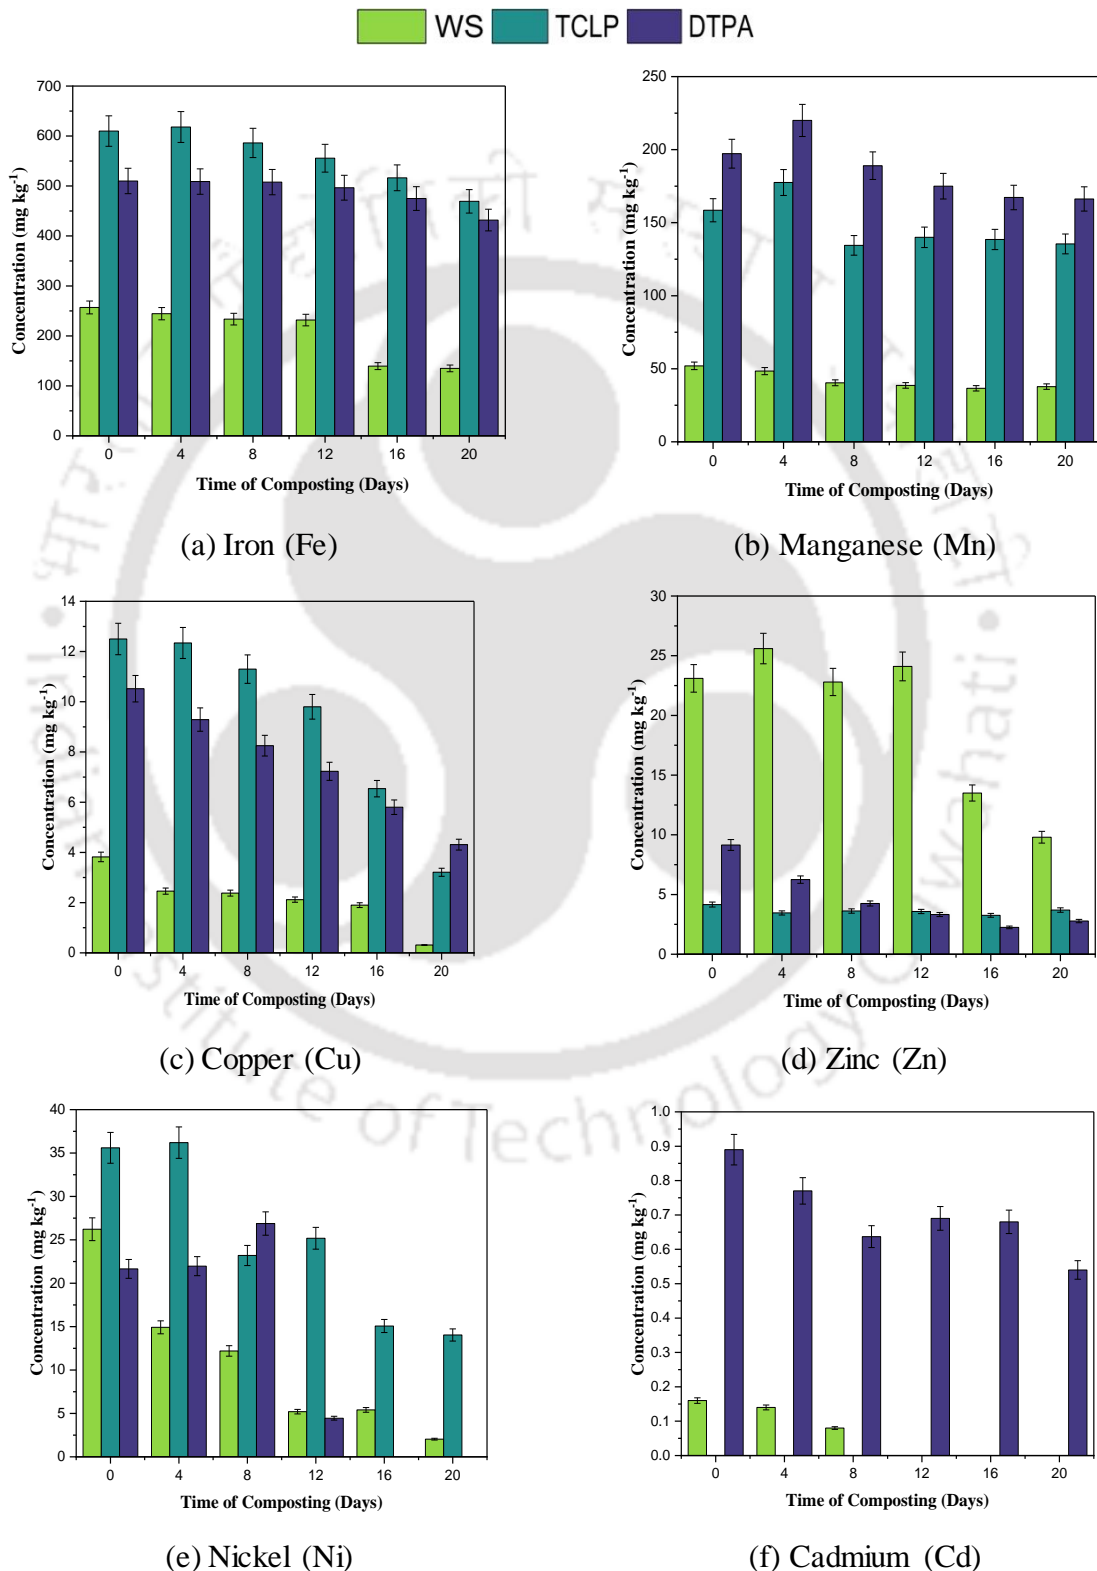 WS TCLP DTPA
700
600
500
400
300
200
100
0
Concentration (mg kg-1)
0 4 8 12 16 20
Time of Composting (Days)
(a) Iron (Fe)
250
200
150
100
50
0
Concentration (mg kg-1)
0 4 8 12 16 20
Time of Composting (Days)
(b) Manganese (Mn)
14
12
10
8
6
4
2
0
Concentration (mg kg-1)
0 4 8 12 16 20
Time of Composting (Days)
(c) Copper (Cu)
30
25
20
15
10
5
0
Concentration (mg kg-1)
0 4 8 12 16 20
Time of Composting (Days)
(d) Zinc (Zn)
40
35
30
25
20
15
10
5
0
Concentration (mg kg-1)
0 4 8 12 16 20
Time of Composting (Days)
(e) Nickel (Ni)
1.0
0.9
0.8
0.7
0.6
0.5
0.4
0.3
0.2
0.1
0.0
Concentration (mg kg-1)
0 4 8 12 16 20
Time of Composting (Days)
(f) Cadmium (Cd)
of Technology